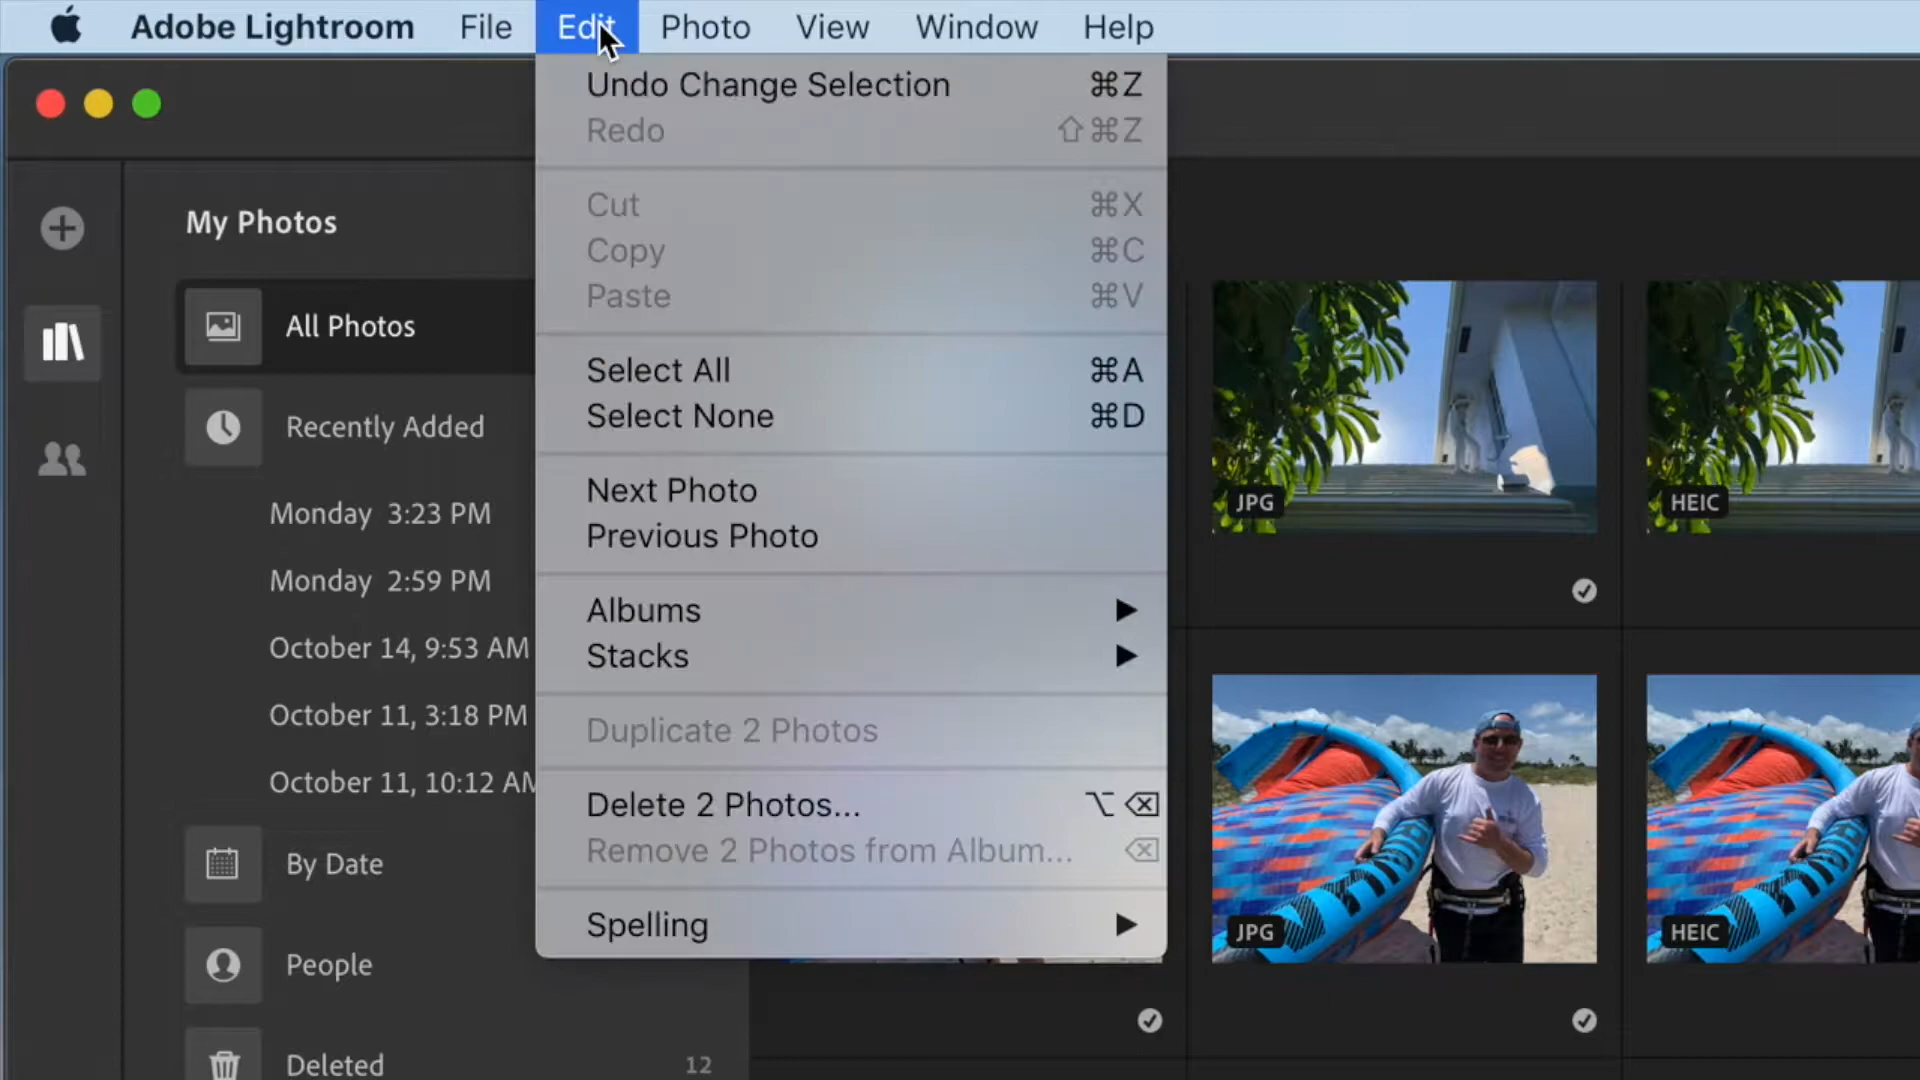 Adobe Lightroom File Edit Photo View Window Help
Undo Change Selection ⌘Z
Redo ⇧⌘Z
Cut ⌘X
Copy ⌘C
Paste ⌘V
Select All ⌘A
Select None ⌘D
Next Photo
Previous Photo
Albums
Stacks
Duplicate 2 Photos
Delete 2 Photos... ⌥⌫
Remove 2 Photos from Album... ⌫
Spelling
My Photos
All Photos
Recently Added
Monday 3:23 PM
Monday 2:59 PM
October 14, 9:53 AM
October 11, 3:18 PM
October 11, 10:12 AM
By Date
People
Deleted 12
JPG
HEIC
JPG
HEIC